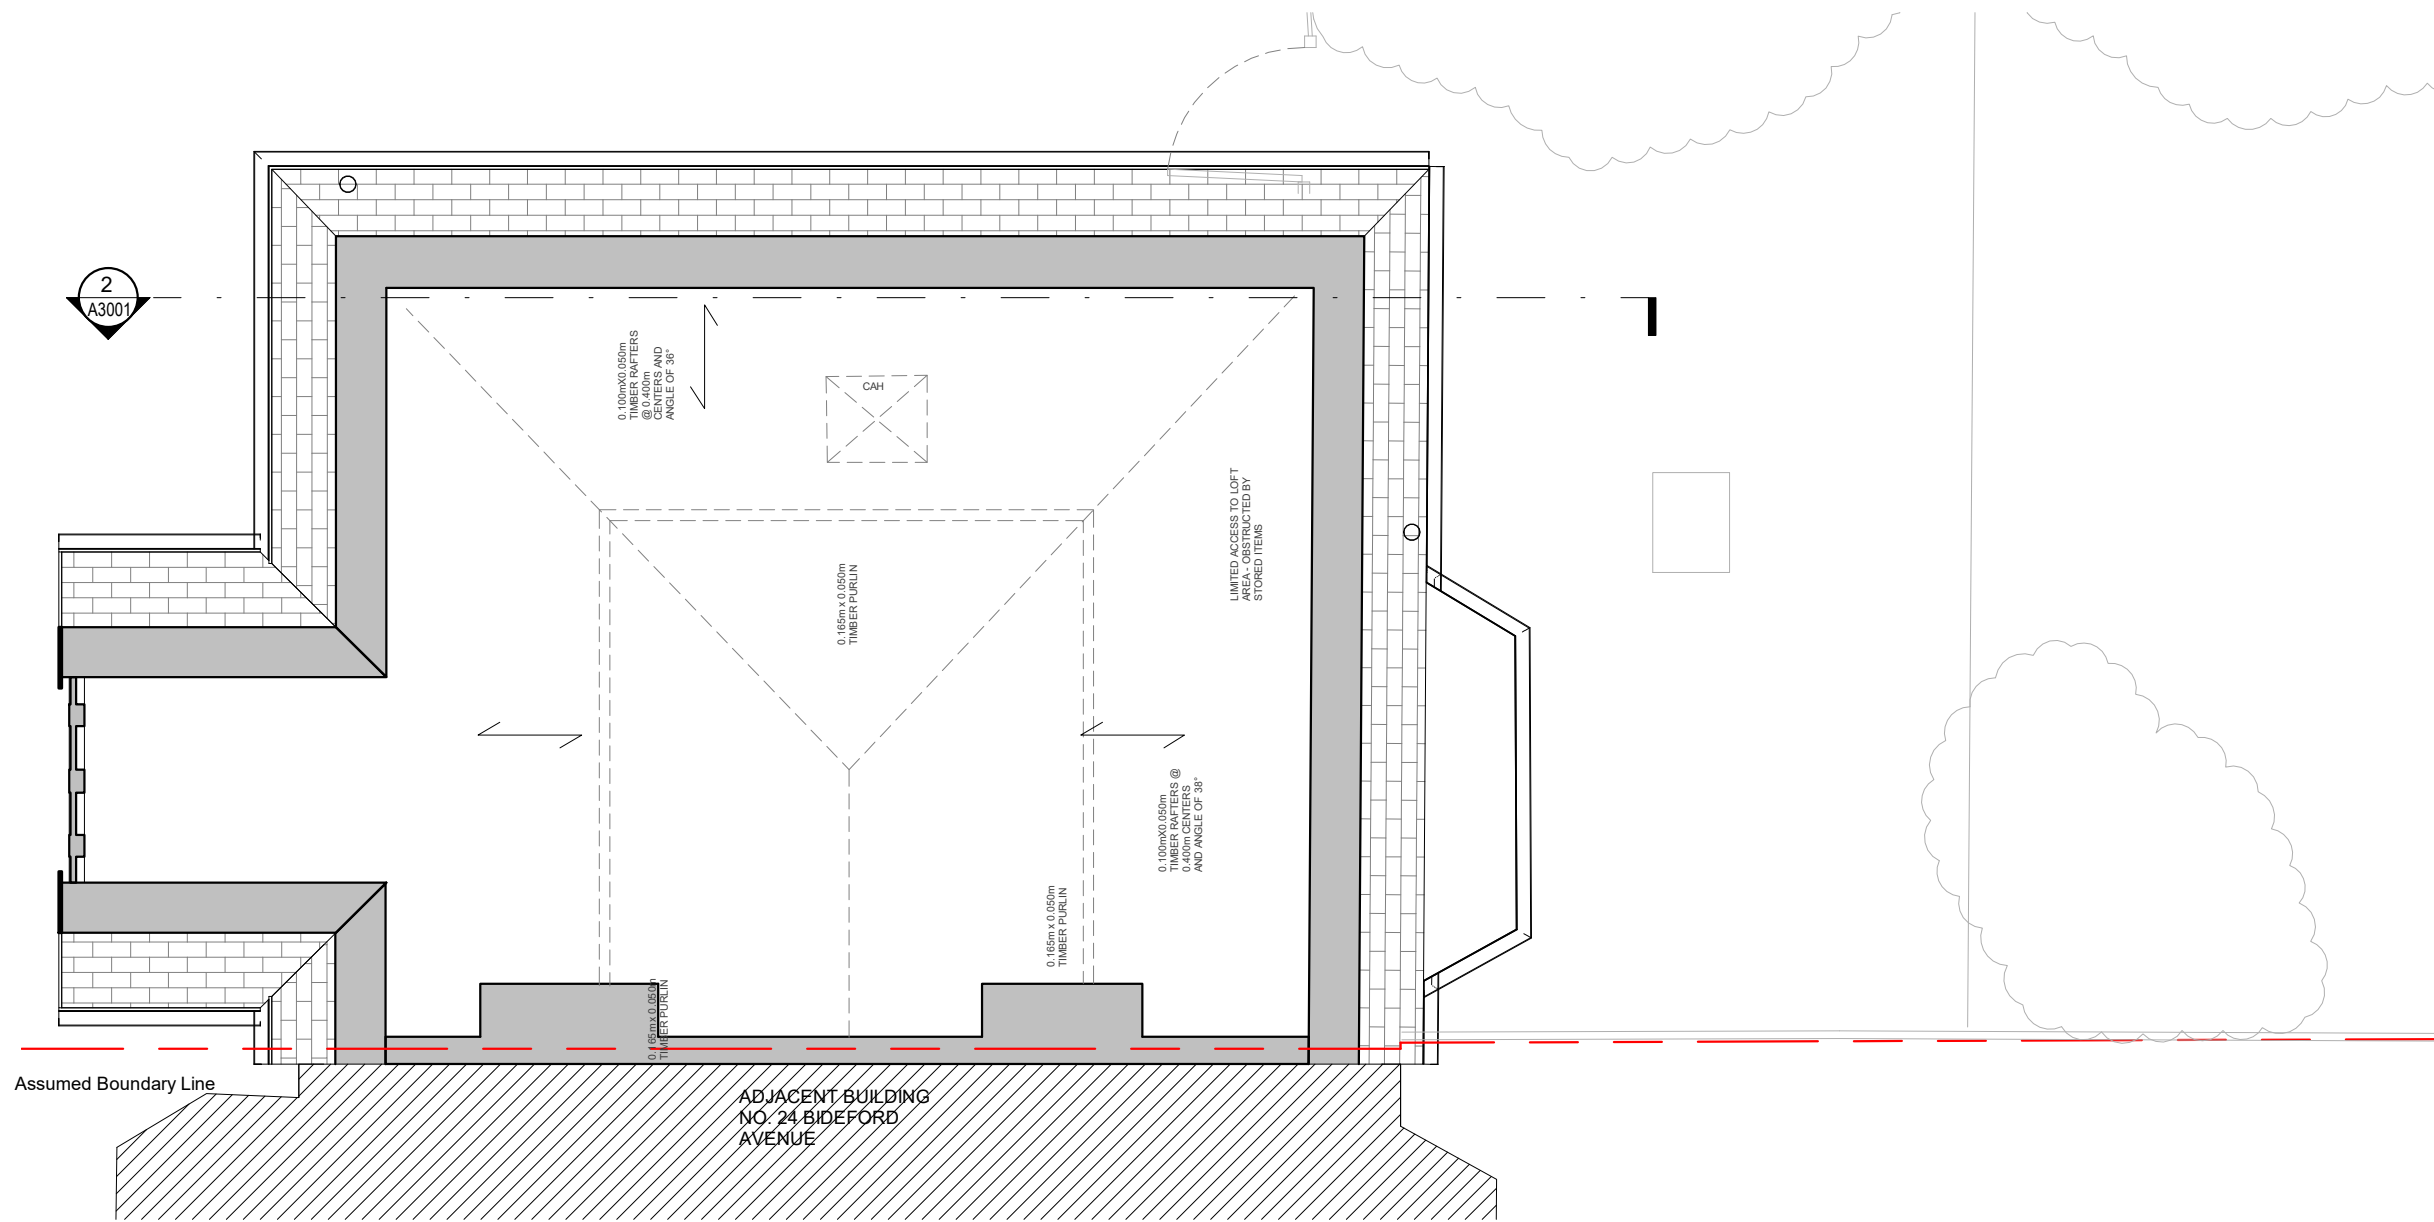 2
A3001
0.100mX0.050m
TIMBER RAFTERS
@ 0.400m
CENTERS AND
ANGLE OF 36°
CAH
LIMITED ACCESS TO LOFT
AREA - OBSTRUCTED BY
STORED ITEMS
0.165m x 0.050m
TIMBER PURLIN
0.100mX0.050m
TIMBER RAFTERS @
0.400m CENTERS
AND ANGLE OF 38°
0.165m x 0.050m
TIMBER PURLIN
0.165m x 0.050m
TIMBER PURLIN
Assumed Boundary Line
ADJACENT BUILDING
NO. 24 BIDEFORD
AVENUE